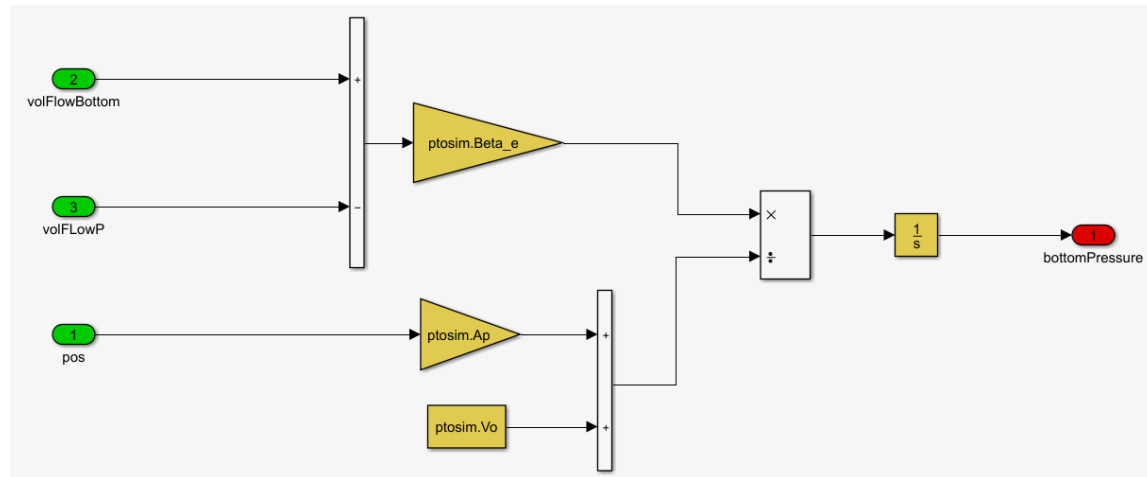 2
volFlowBottom
+
ptosim.Beta_e
3
volFLowP
−
×
÷
1
s
1
bottomPressure
1
pos
ptosim.Ap
+
ptosim.Vo
+